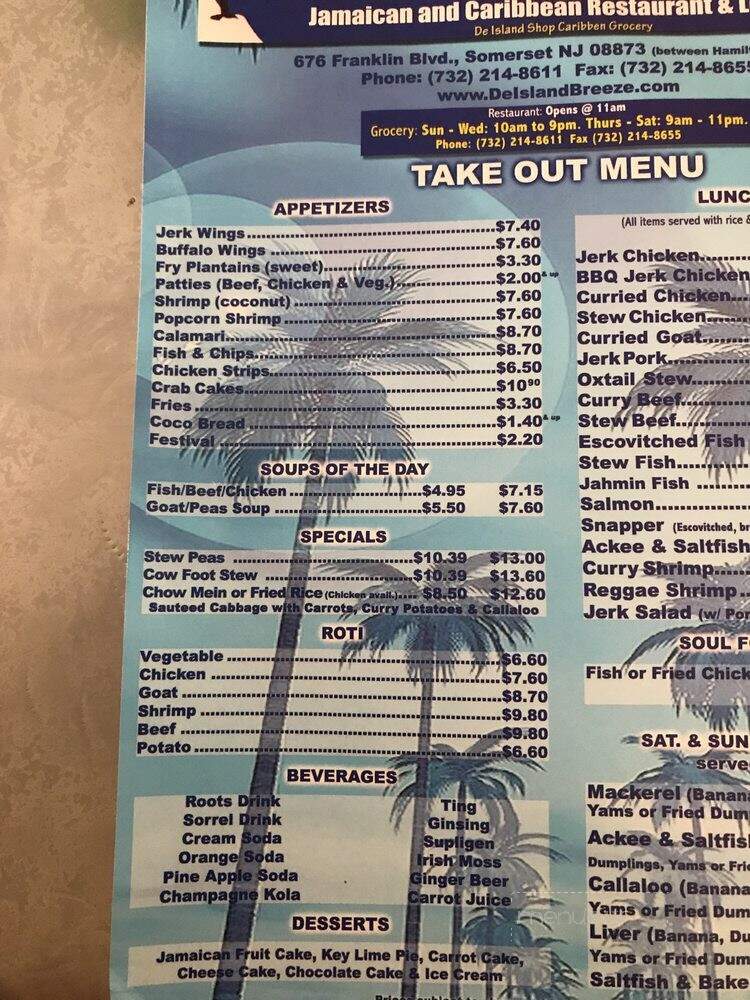 Jamaican and Caribbean Restaurant &
De Island Shop Caribben Grocery
676 Franklin Blvd., Somerset NJ 08873 (between
Phone: (732) 214-8611 Fax: (732) 214-8655
www.DeIslandBreeze.com
Restaurant: Opens @ 11am
Grocery: Sun - Wed: 10am to 9pm. Thurs - Sat: 9am - 11pm.
Phone: (732) 214-8611 Fax (732) 214-8655
TAKE OUT MENU
APPETIZERS
Jerk Wings $7.40
Buffalo Wings $7.60
Fry Plantains (sweet) $3.30
Patties (Beef, Chicken & Veg.) $2.00 & up
Shrimp (coconut) $7.60
Popcorn Shrimp $7.60
Calamari $8.70
Fish & Chips $8.70
Chicken Strips $6.50
Crab Cakes $10 90
Fries $3.30
Coco Bread $1.40 & up
Festival $2.20
SOUPS OF THE DAY
Fish/Beef/Chicken $4.95 $7.15
Goat/Peas Soup $5.50 $7.60
SPECIALS
Stew Peas $10.39 $13.00
Cow Foot Stew $10.39 $13.60
Chow Mein or Fried Rice (Chicken avail.) $8.50 $12.60
Sauteed Cabbage with Carrots, Curry Potatoes & Callaloo
ROTI
Vegetable $6.60
Chicken $7.60
Goat $8.70
Shrimp $9.80
Beef $9.80
Potato $6.60
BEVERAGES
Roots Drink
Sorrel Drink
Cream Soda
Orange Soda
Pine Apple Soda
Champagne Kola
Ting
Ginsing
Supligen
Irish Moss
Ginger Beer
Carrot Juice
DESSERTS
Jamaican Fruit Cake, Key Lime Pie, Carrot Cake,
Cheese Cake, Chocolate Cake & Ice Cream
LUNC
(All items served with rice &
Jerk Chicken
BBQ Jerk Chicken
Curried Chicken
Stew Chicken
Curried Goat
Jerk Pork
Oxtail Stew
Curry Beef
Stew Beef
Escovitched Fish
Stew Fish
Jahmin Fish
Salmon
Snapper (Escovitched, br
Ackee & Saltfish
Curry Shrimp
Reggae Shrimp
Jerk Salad (w/ Por
SOUL F
Fish or Fried Chick
SAT. & SUN
serve
Mackerel (Banan
Yams or Fried Dum
Ackee & Saltfis
Dumplings, Yams or Frie
Callaloo (Banana
Yams or Fried Dum
Liver (Banana, Du
Yams or Fried Dum
Saltfish & Bake